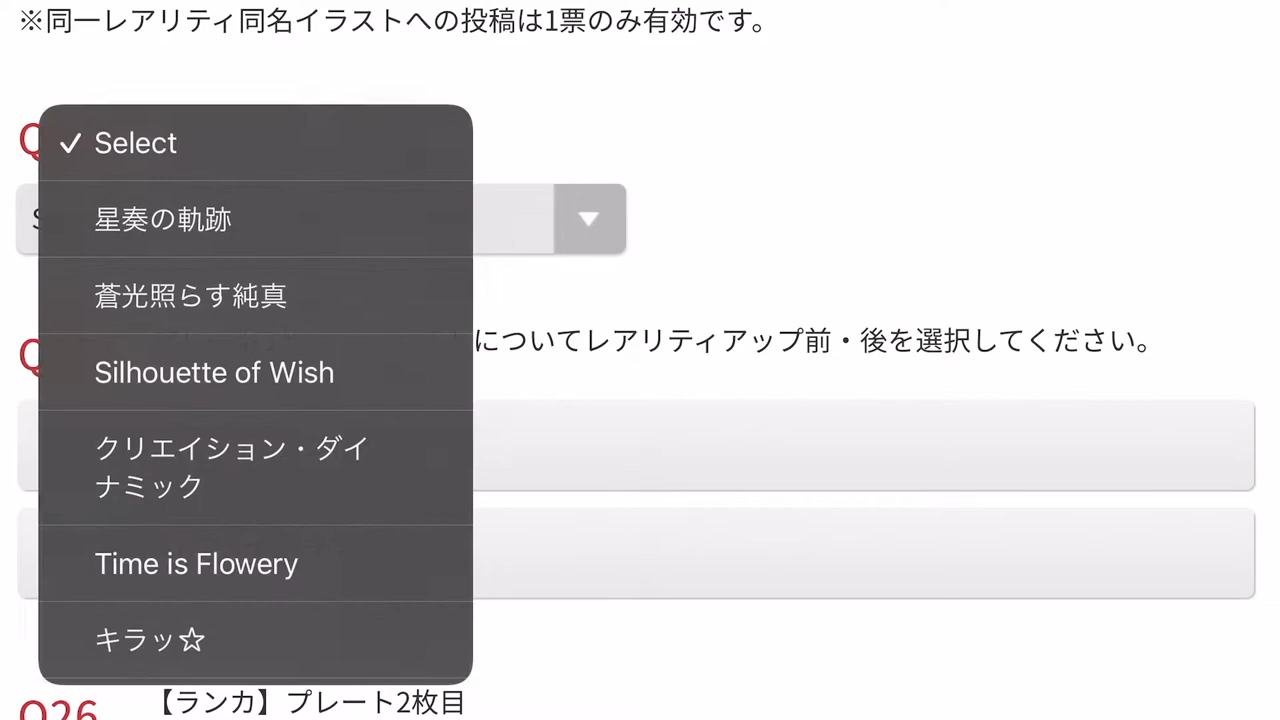 ※同一レアリティ同名イラストへの投稿は1票のみ有効です。
Q
✓ Select
S
星奏の軌跡
蒼光照らす純真
Q
についてレアリティアップ前・後を選択してください。
Silhouette of Wish
クリエイション・ダイ
ナミック
Time is Flowery
キラッ☆
Q26
【ランカ】プレート2枚目